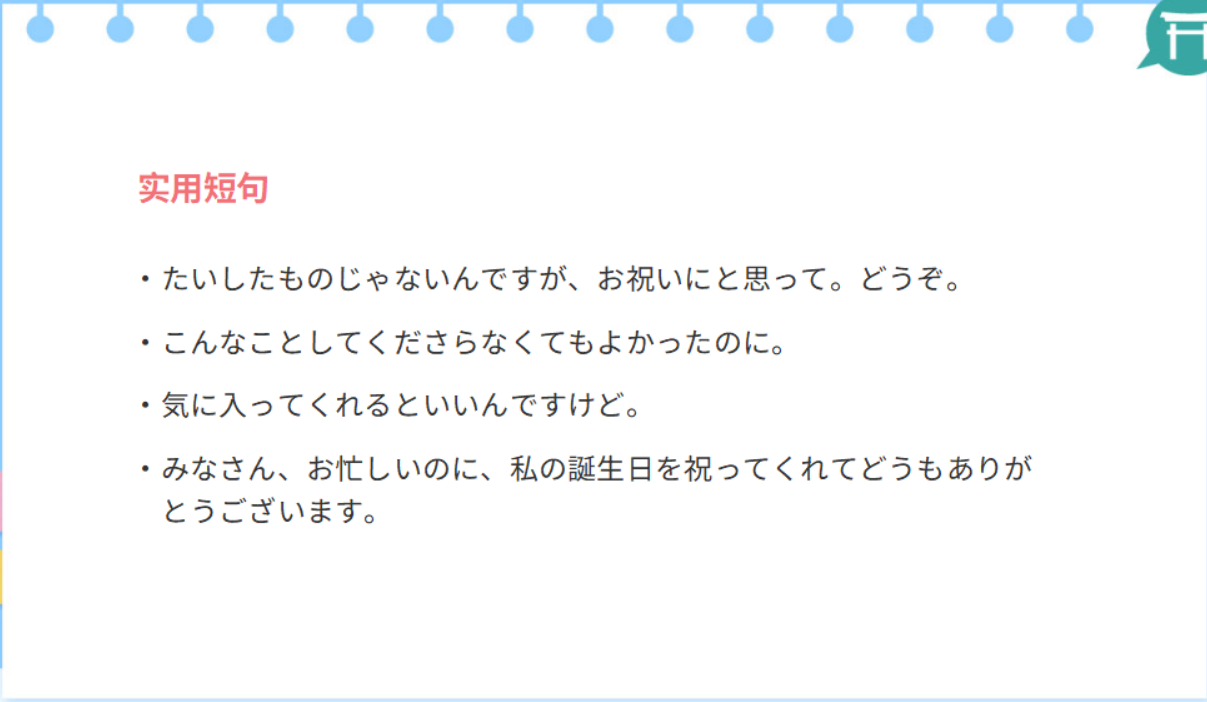 实用短句
・たいしたものじゃないんですが、お祝いにと思って。どうぞ。
・こんなことしてくださらなくてもよかったのに。
・気に入ってくれるといいんですけど。
・みなさん、お忙しいのに、私の誕生日を祝ってくれてどうもありが
とうございます。